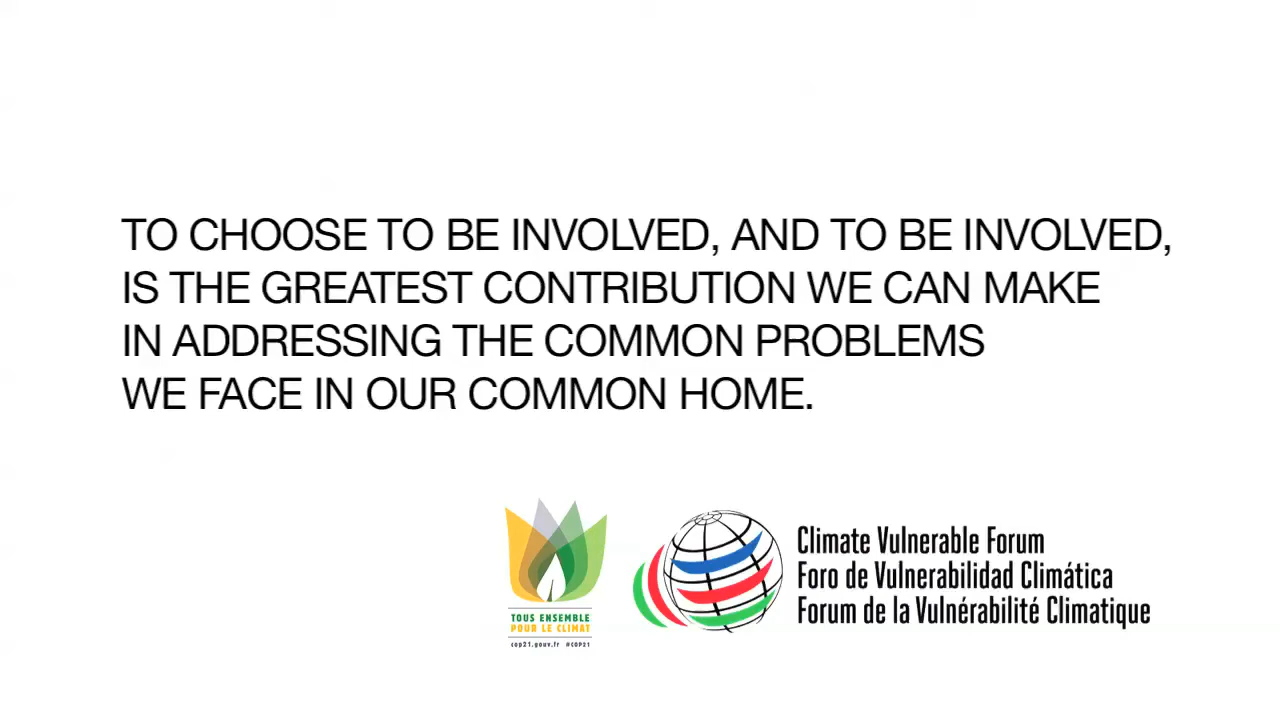 TO CHOOSE TO BE INVOLVED, AND TO BE INVOLVED,
IS THE GREATEST CONTRIBUTION WE CAN MAKE
IN ADDRESSING THE COMMON PROBLEMS
WE FACE IN OUR COMMON HOME.
TOUS ENSEMBLE
POUR LE CLIMAT
cop21.gouv.fr #COP21
Climate Vulnerable Forum
Foro de Vulnerabilidad Climática
Forum de la Vulnérabilité Climatique